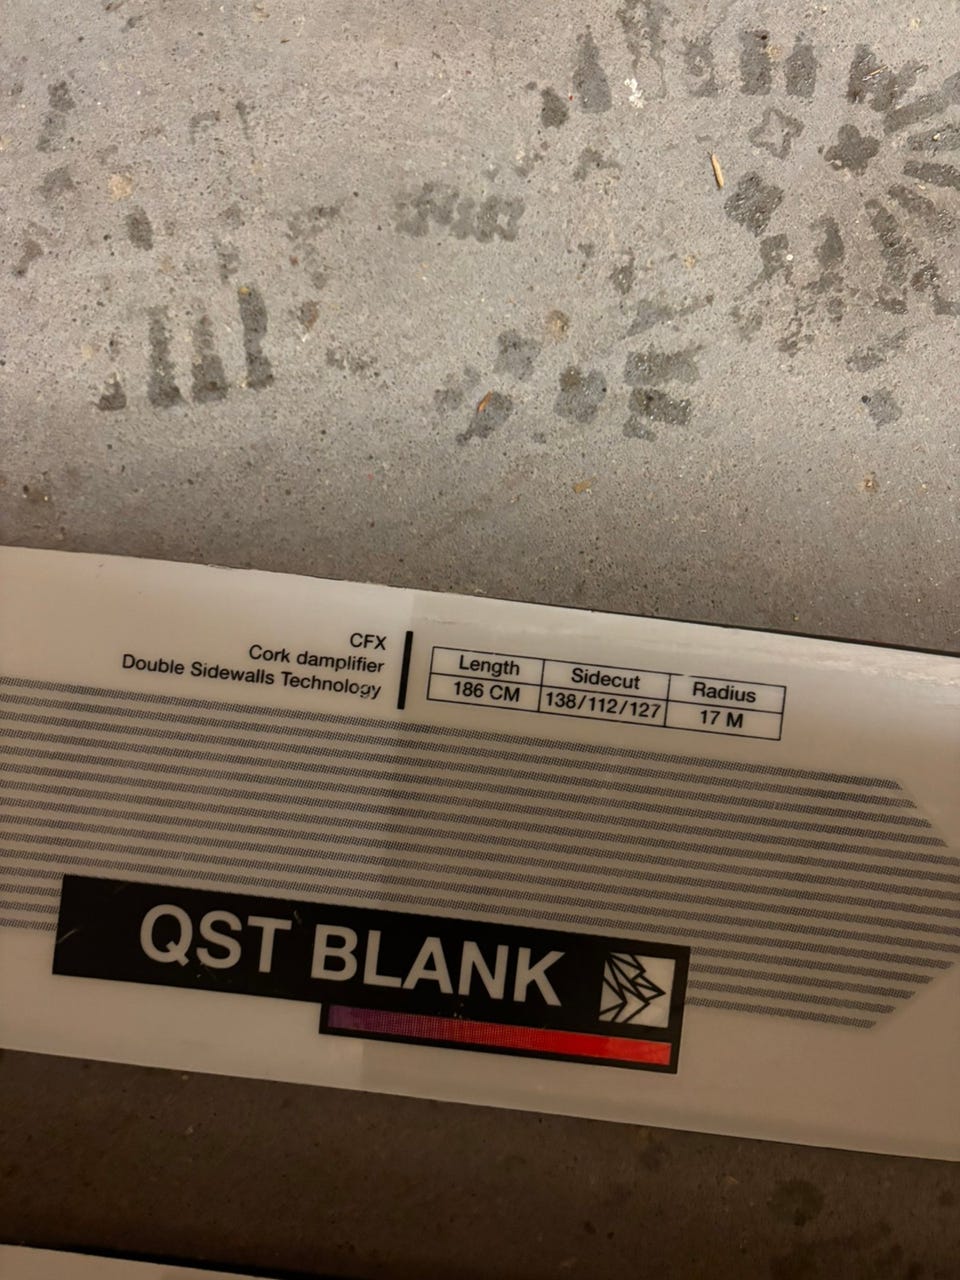 CFX
Cork damplifier
Double Sidewalls Technology
Length Sidecut Radius
186 CM 138/112/127 17 M
QST BLANK